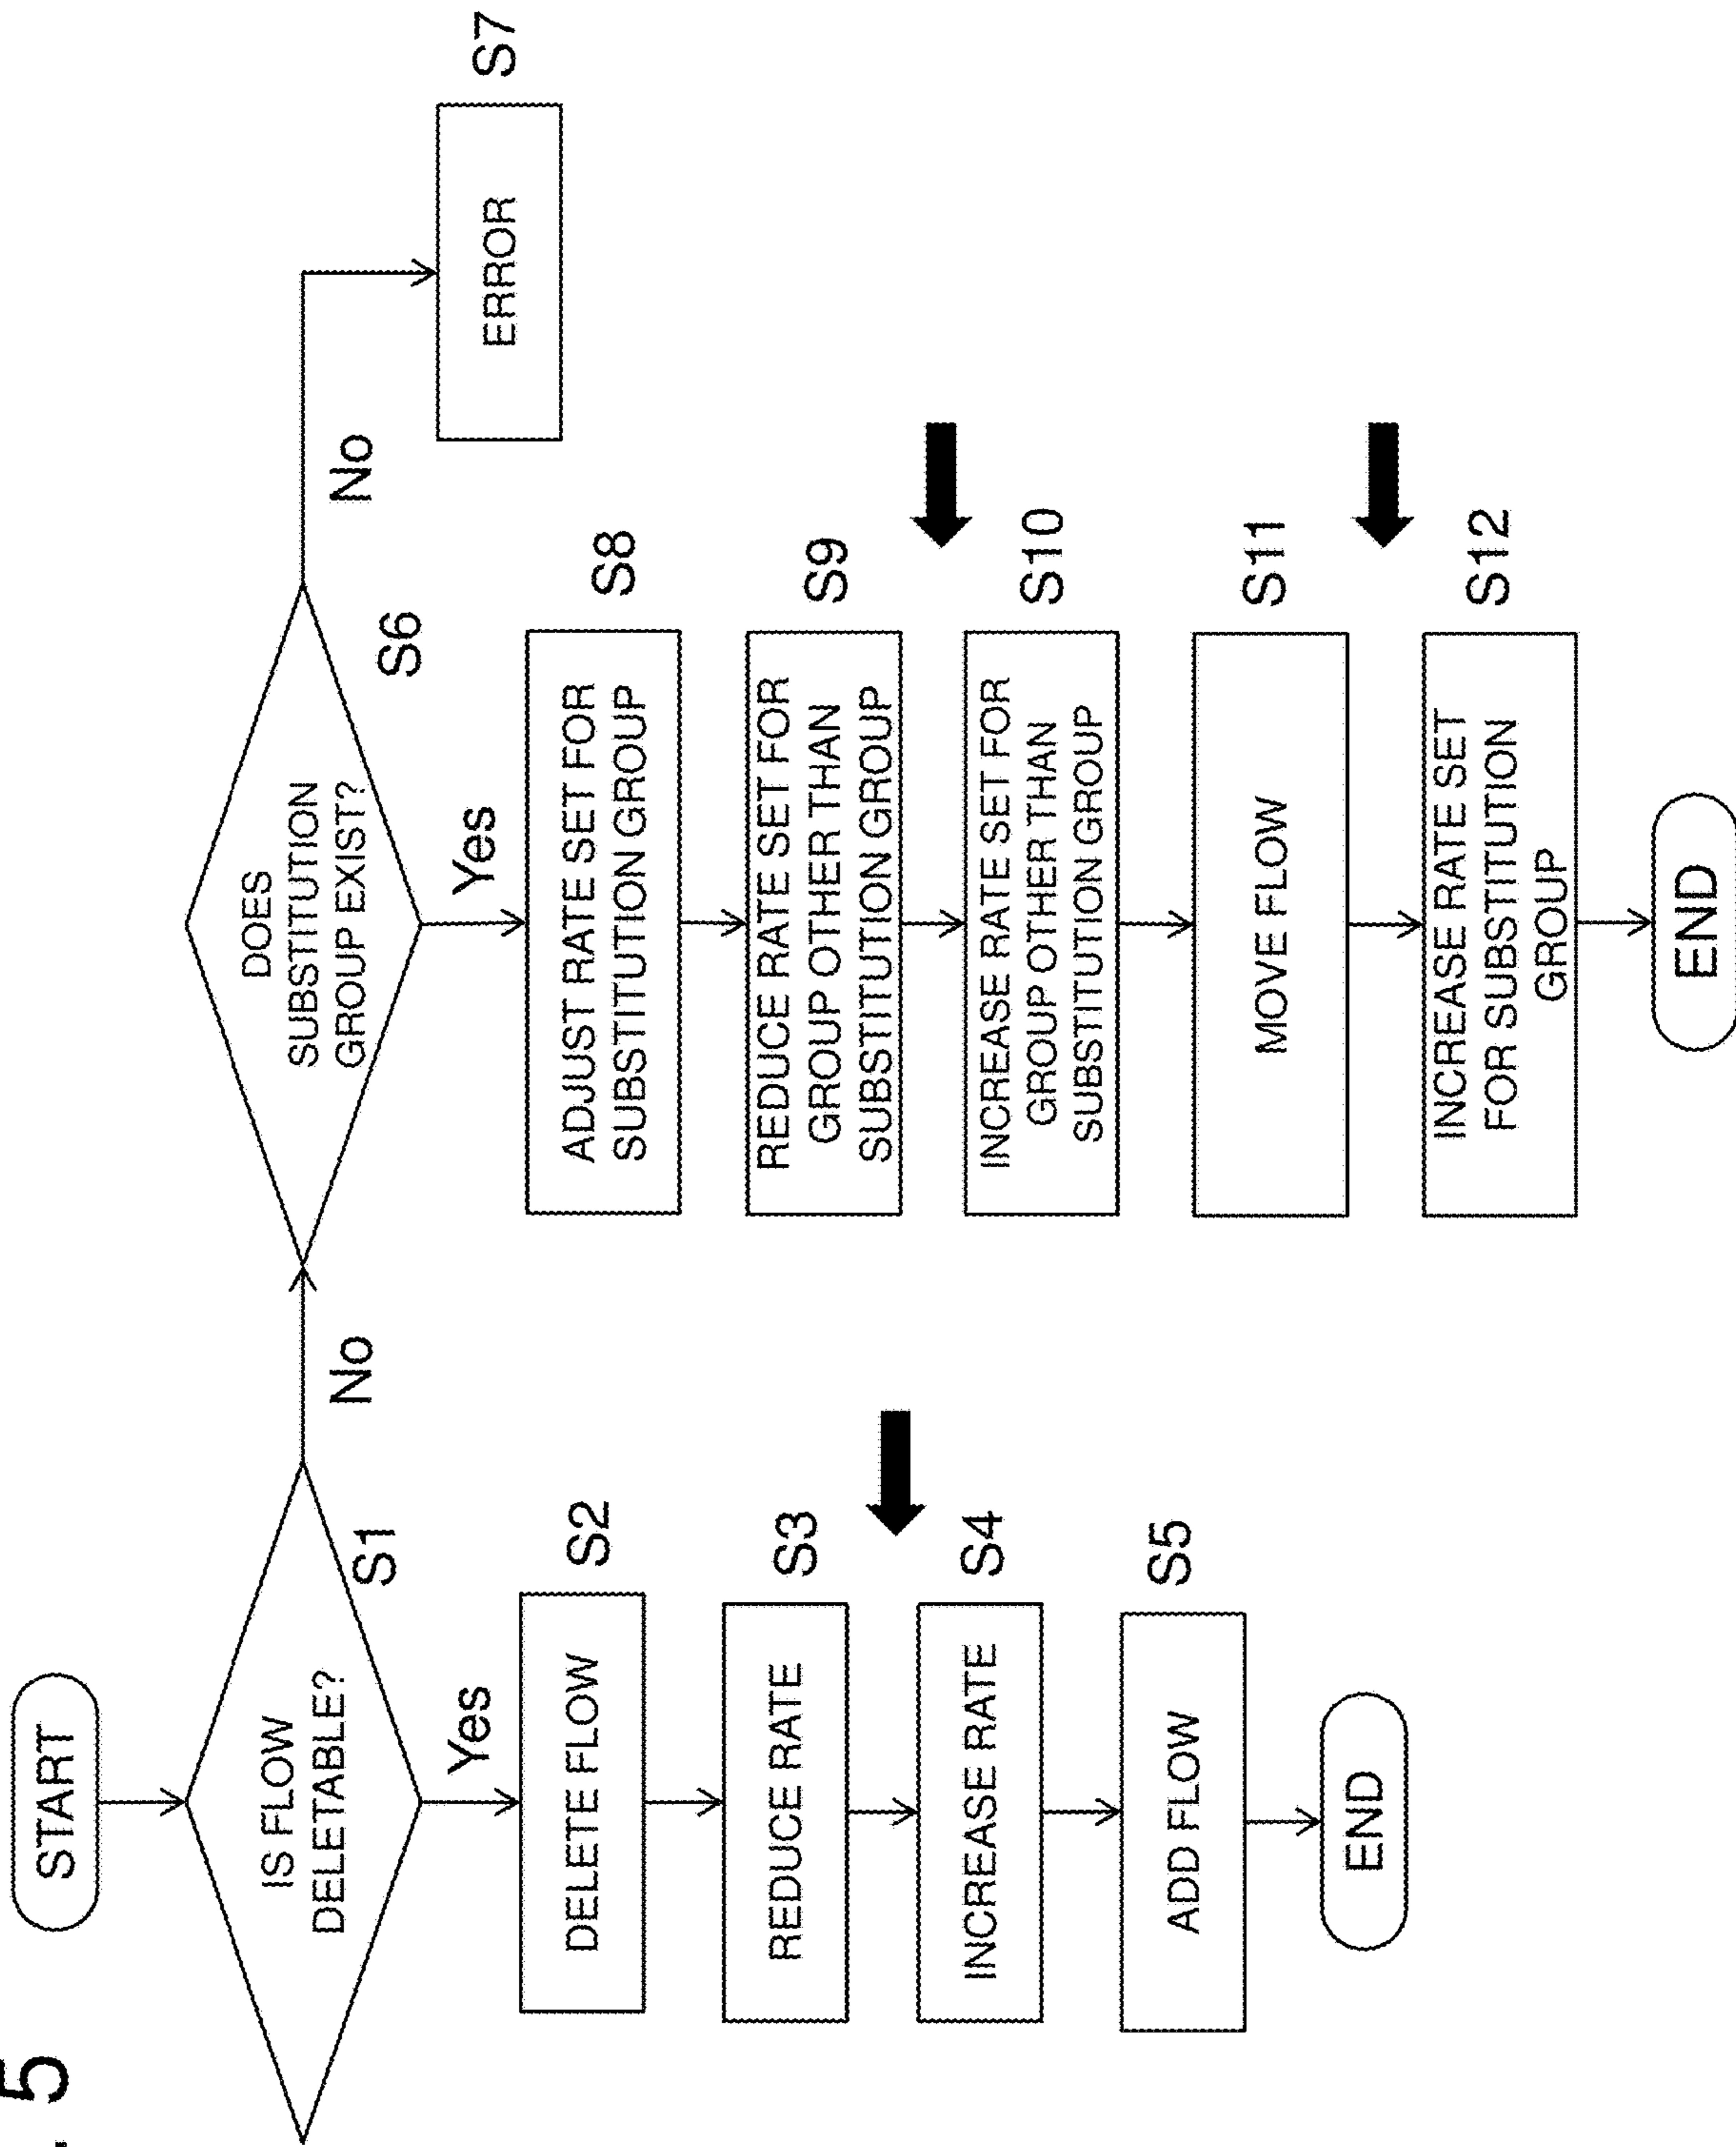 . 5
START
IS FLOW
DELETABLE?
S1
Yes
No
DELETE FLOW
S2
REDUCE RATE
S3
INCREASE RATE
S4
ADD FLOW
S5
END
DOES
SUBSTITUTION
GROUP EXIST?
S6
No
Yes
ERROR
S7
ADJUST RATE SET FOR
SUBSTITUTION GROUP
S8
REDUCE RATE SET FOR
GROUP OTHER THAN
SUBSTITUTION GROUP
S9
INCREASE RATE SET FOR
GROUP OTHER THAN
SUBSTITUTION GROUP
S10
MOVE FLOW
S11
INCREASE RATE SET
FOR SUBSTITUTION
GROUP
S12
END